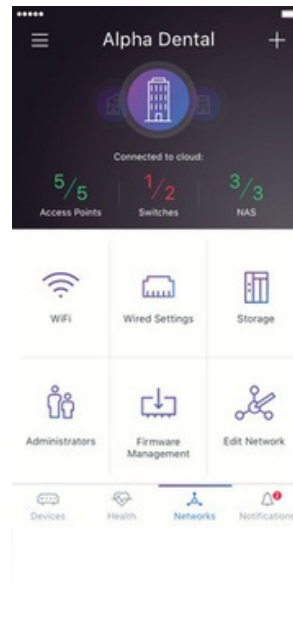 Alpha Dental
Connected to cloud:
5/5 1/2 3/3
Access Points Switches NAS
WiFi Wired Settings Storage
Administrators Firmware Management Edit Network
Devices Health Networks Notifications
2